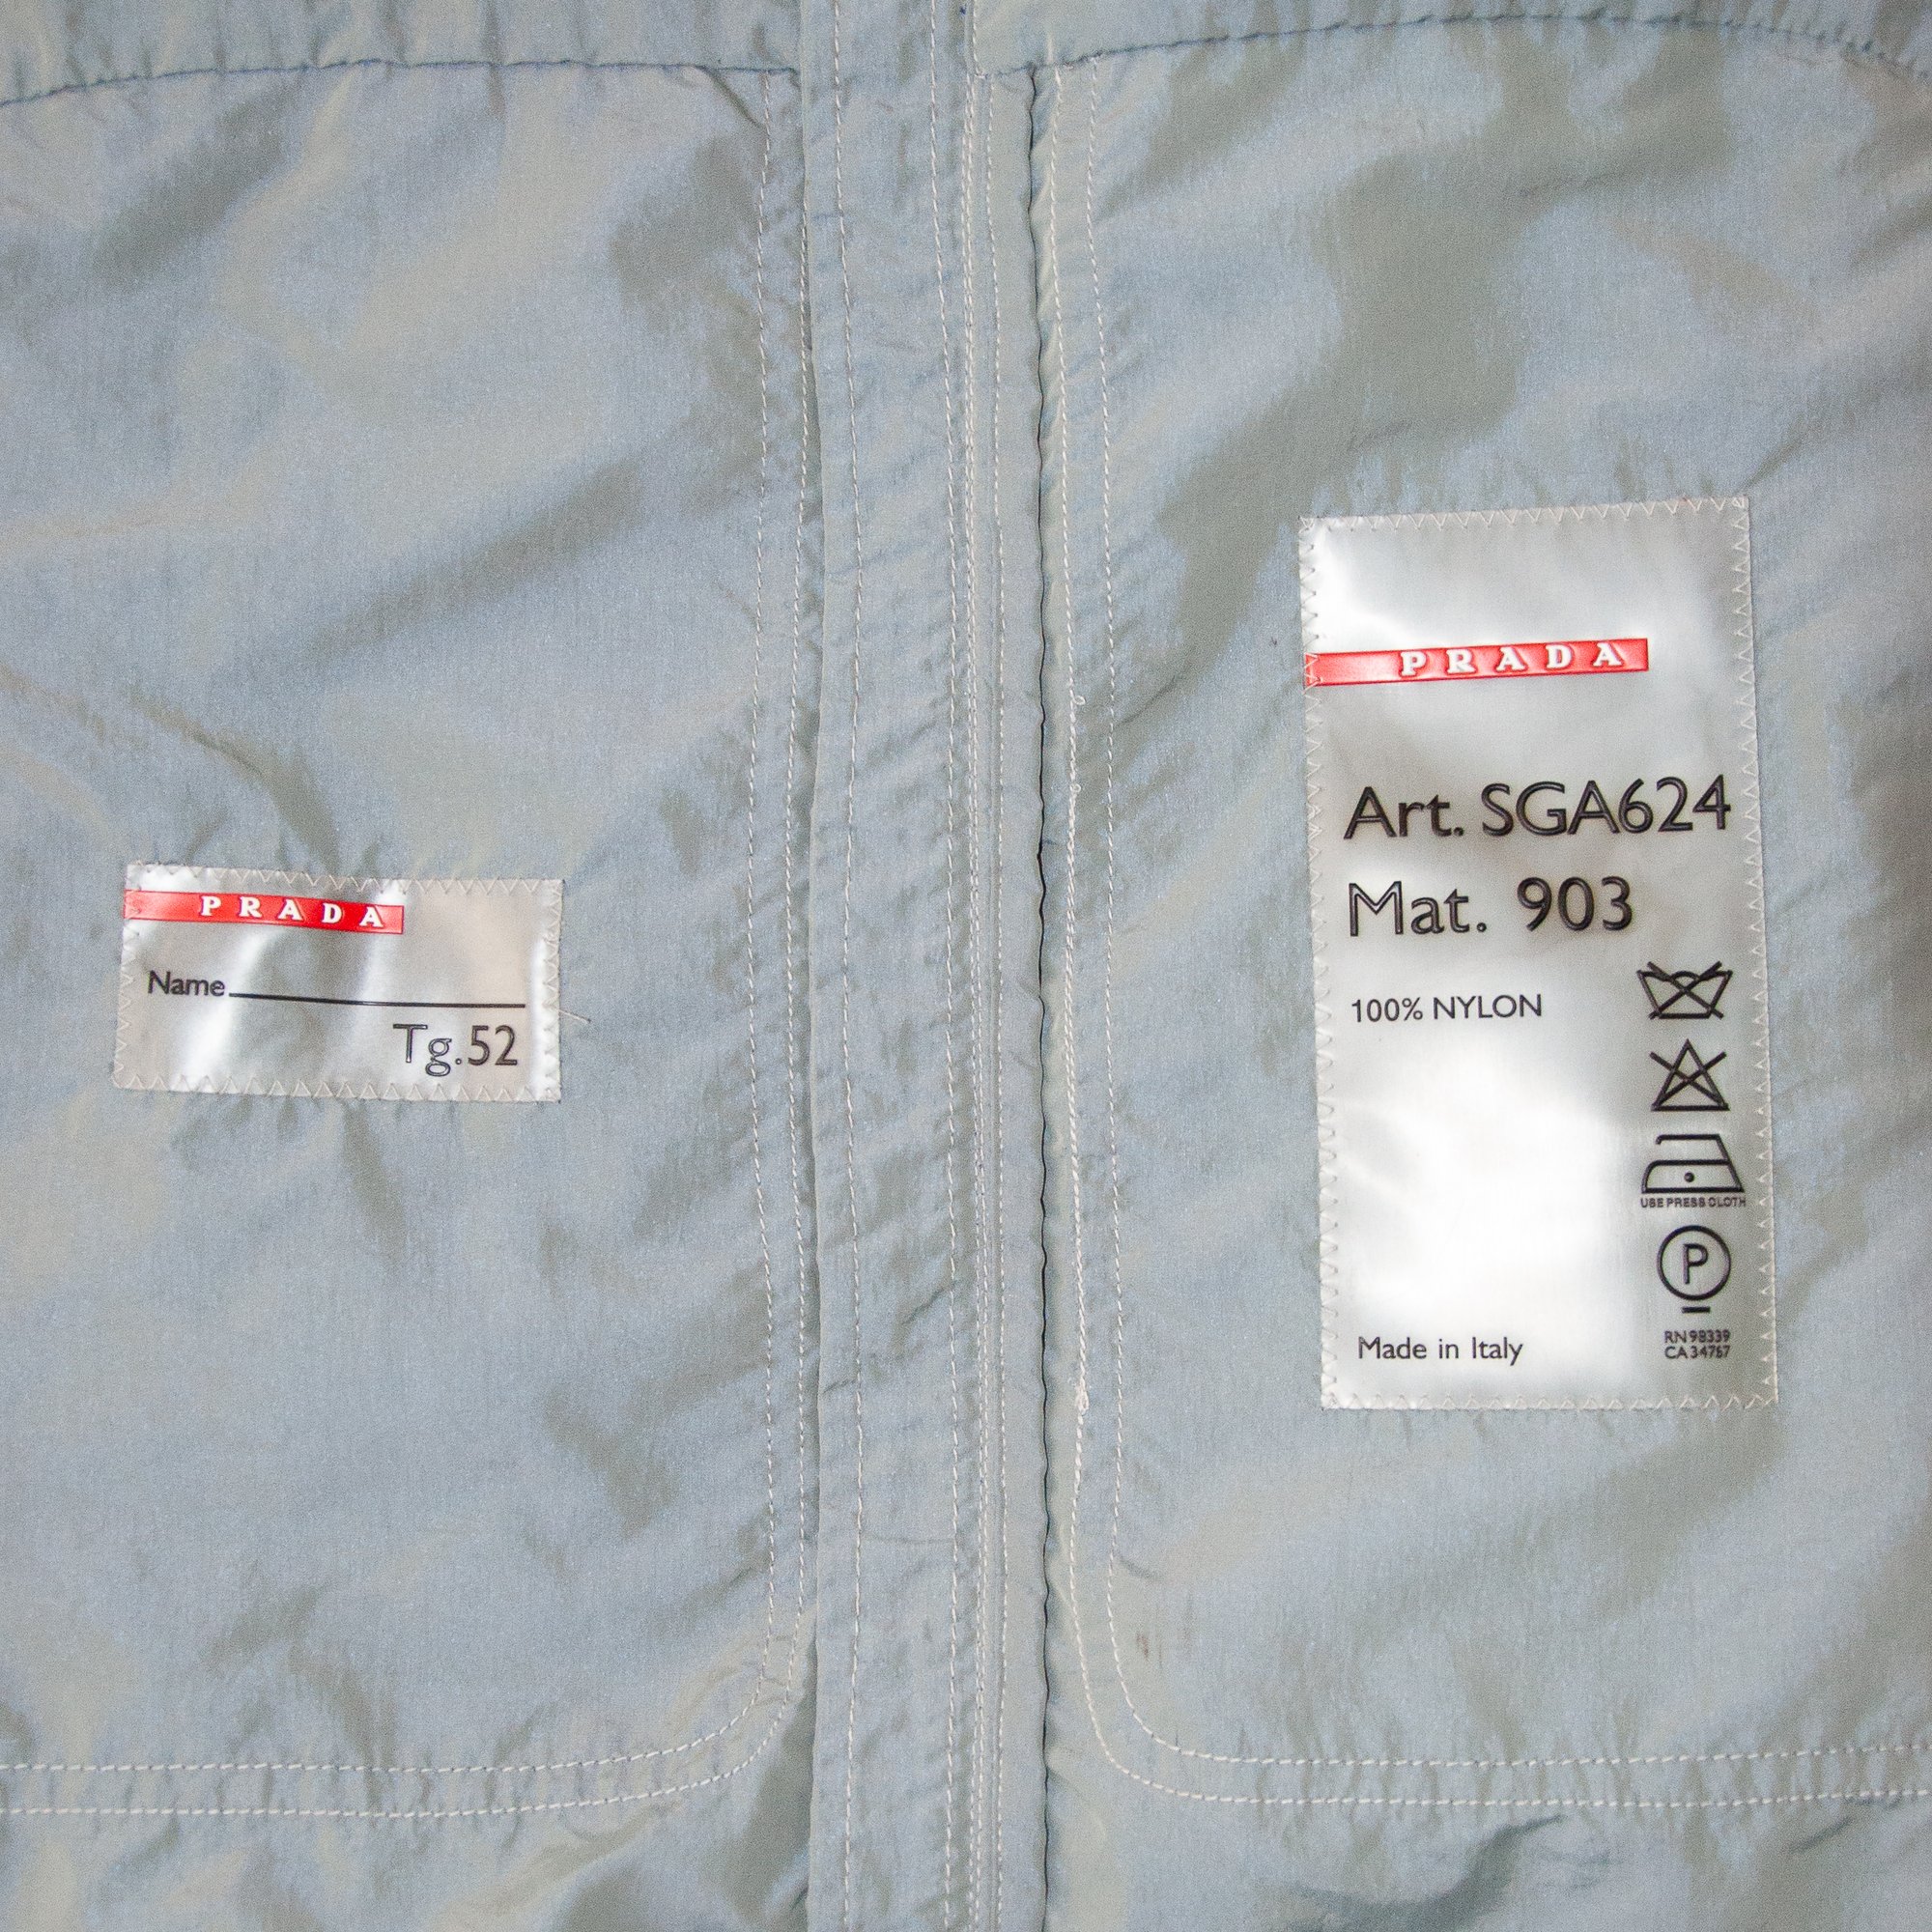 PRADA
Name
Tg.52
PRADA
Art. SGA624
Mat. 903
100% NYLON
USE PRESS CLOTH
P
Made in Italy
RN 98339
CA 34767